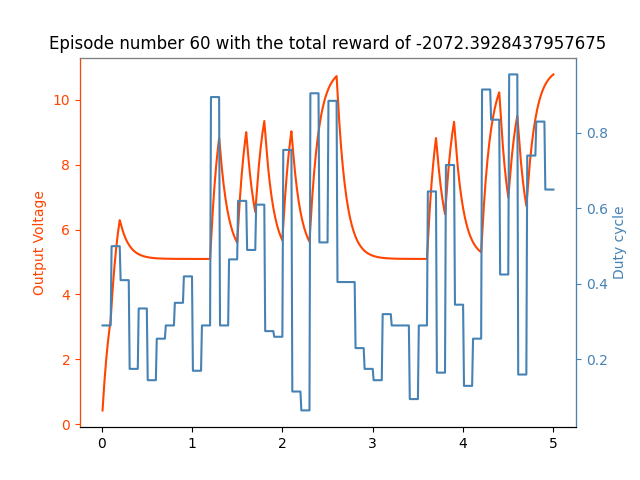 Episode number 60 with the total reward of -2072.3928437957675
10
8
6
4
2
0
Output Voltage
0.8
0.6
0.4
0.2
Duty cycle
0 1 2 3 4 5